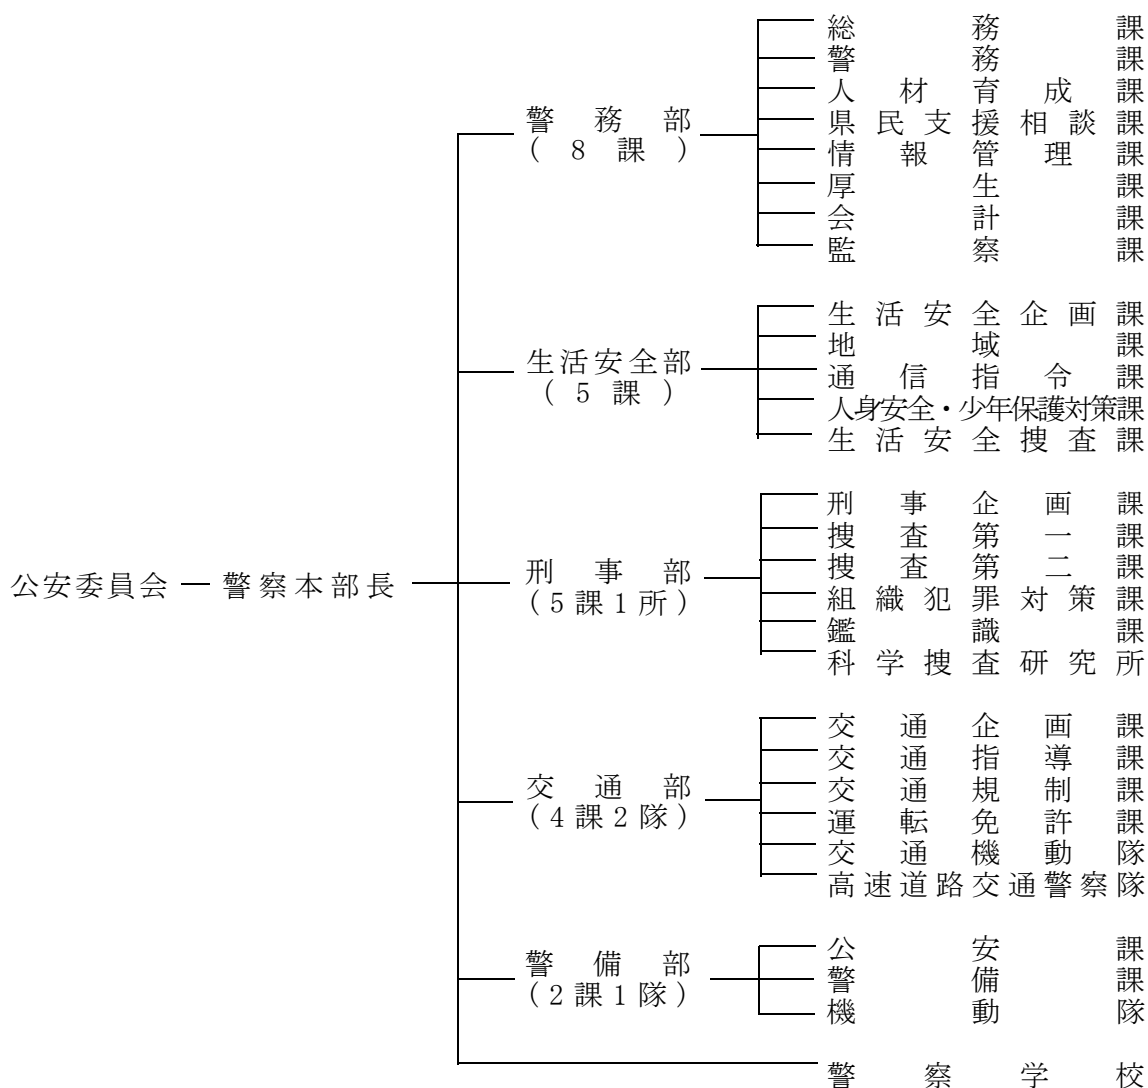 総務課
警務課
人材育成課
県民支援相談課
情報管理課
厚生課
会計課
監察課
警務部
(8課)
生活安全企画課
地域課
通信指令課
人身安全・少年保護対策課
生活安全捜査課
生活安全部
(5課)
刑事企画課
捜査第一課
捜査第二課
組織犯罪対策課
鑑識課
科学捜査研究所
公安委員会 ー 警察本部長
刑事部
(5課1所)
交通企画課
交通指導課
交通規制課
運転免許課
交通機動隊
高速道路交通警察隊
交通部
(4課2隊)
公安課
警備課
機動隊
警備部
(2課1隊)
警察学校